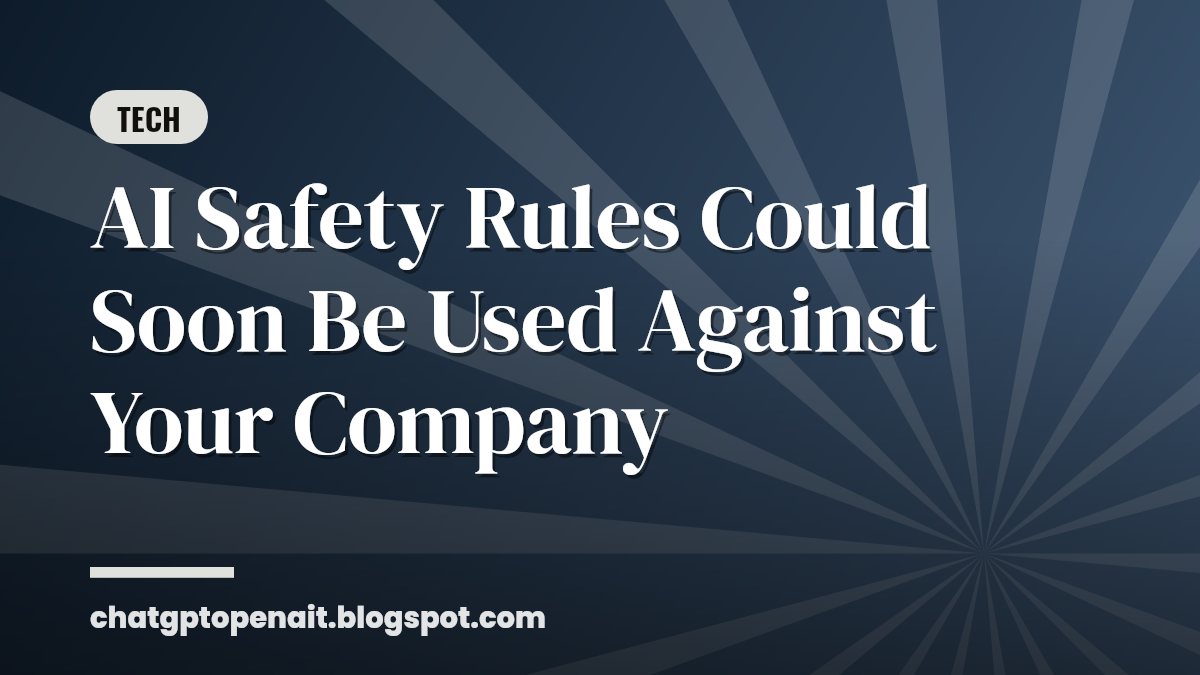 TECH
AI Safety Rules Could
Soon Be Used Against
Your Company
chatgptopenait.blogspot.com